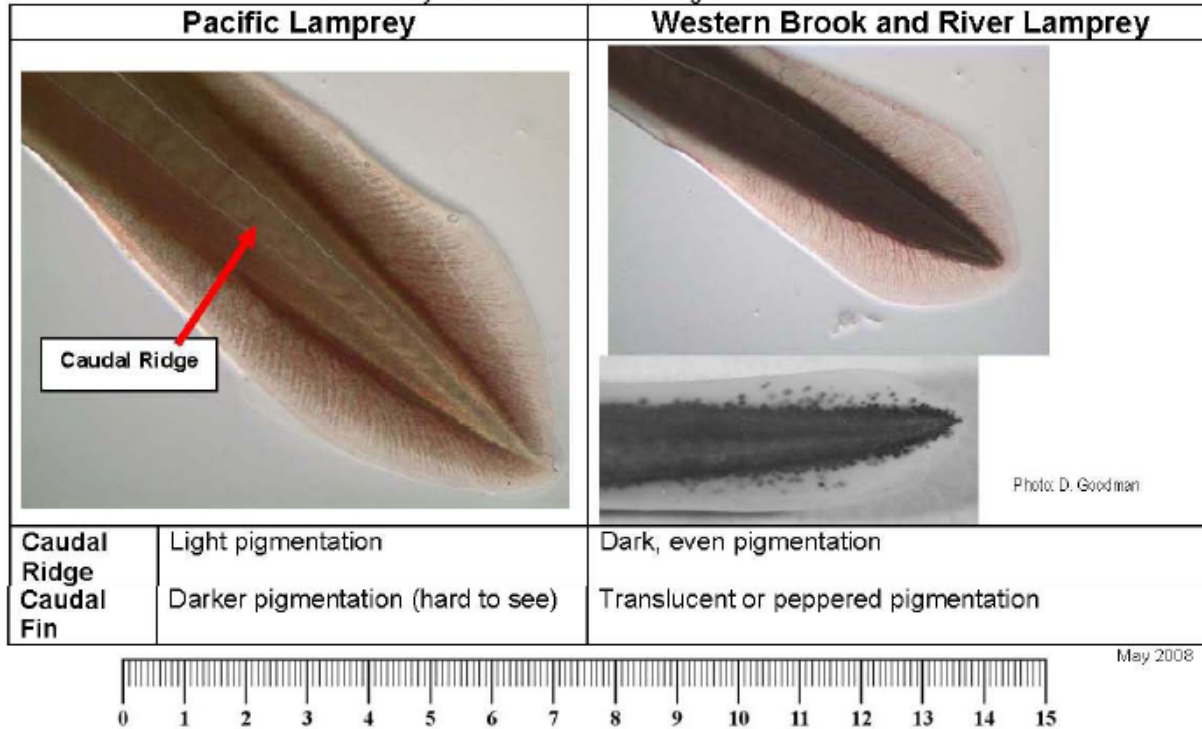 Pacific Lamprey
Western Brook and River Lamprey
Caudal Ridge
Photo: D. Goodman
Caudal
Ridge
Light pigmentation
Dark, even pigmentation
Caudal
Fin
Darker pigmentation (hard to see)
Translucent or peppered pigmentation
May 2008
0 1 2 3 4 5 6 7 8 9 10 11 12 13 14 15